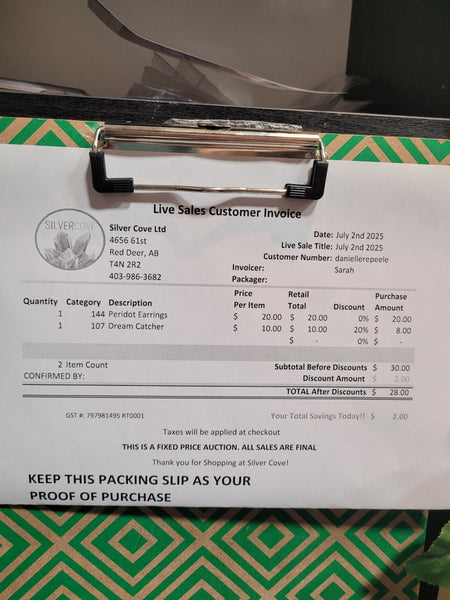 Live Sales Customer Invoice
SILVERCOVE
Silver Cove Ltd
4656 61st
Red Deer, AB
T4N 2R2
403-986-3682
Date: July 2nd 2025
Live Sale Title: July 2nd 2025
Customer Number: daniellerepeele
Invoicer: Sarah
Packager:
Quantity Category Description Price Per Item Retail Total Discount Purchase Amount
1 144 Peridot Earrings $ 20.00 $ 20.00 0% $ 20.00
1 107 Dream Catcher $ 10.00 $ 10.00 20% $ 8.00
$ - 0% $ -
2 Item Count Subtotal Before Discounts $ 30.00
CONFIRMED BY: Discount Amount $ 2.00
TOTAL After Discounts $ 28.00
GST #: 797981495 RT0001 Your Total Savings Today!! $ 2.00
Taxes will be applied at checkout
THIS IS A FIXED PRICE AUCTION. ALL SALES ARE FINAL
Thank you for Shopping at Silver Cove!
KEEP THIS PACKING SLIP AS YOUR
PROOF OF PURCHASE